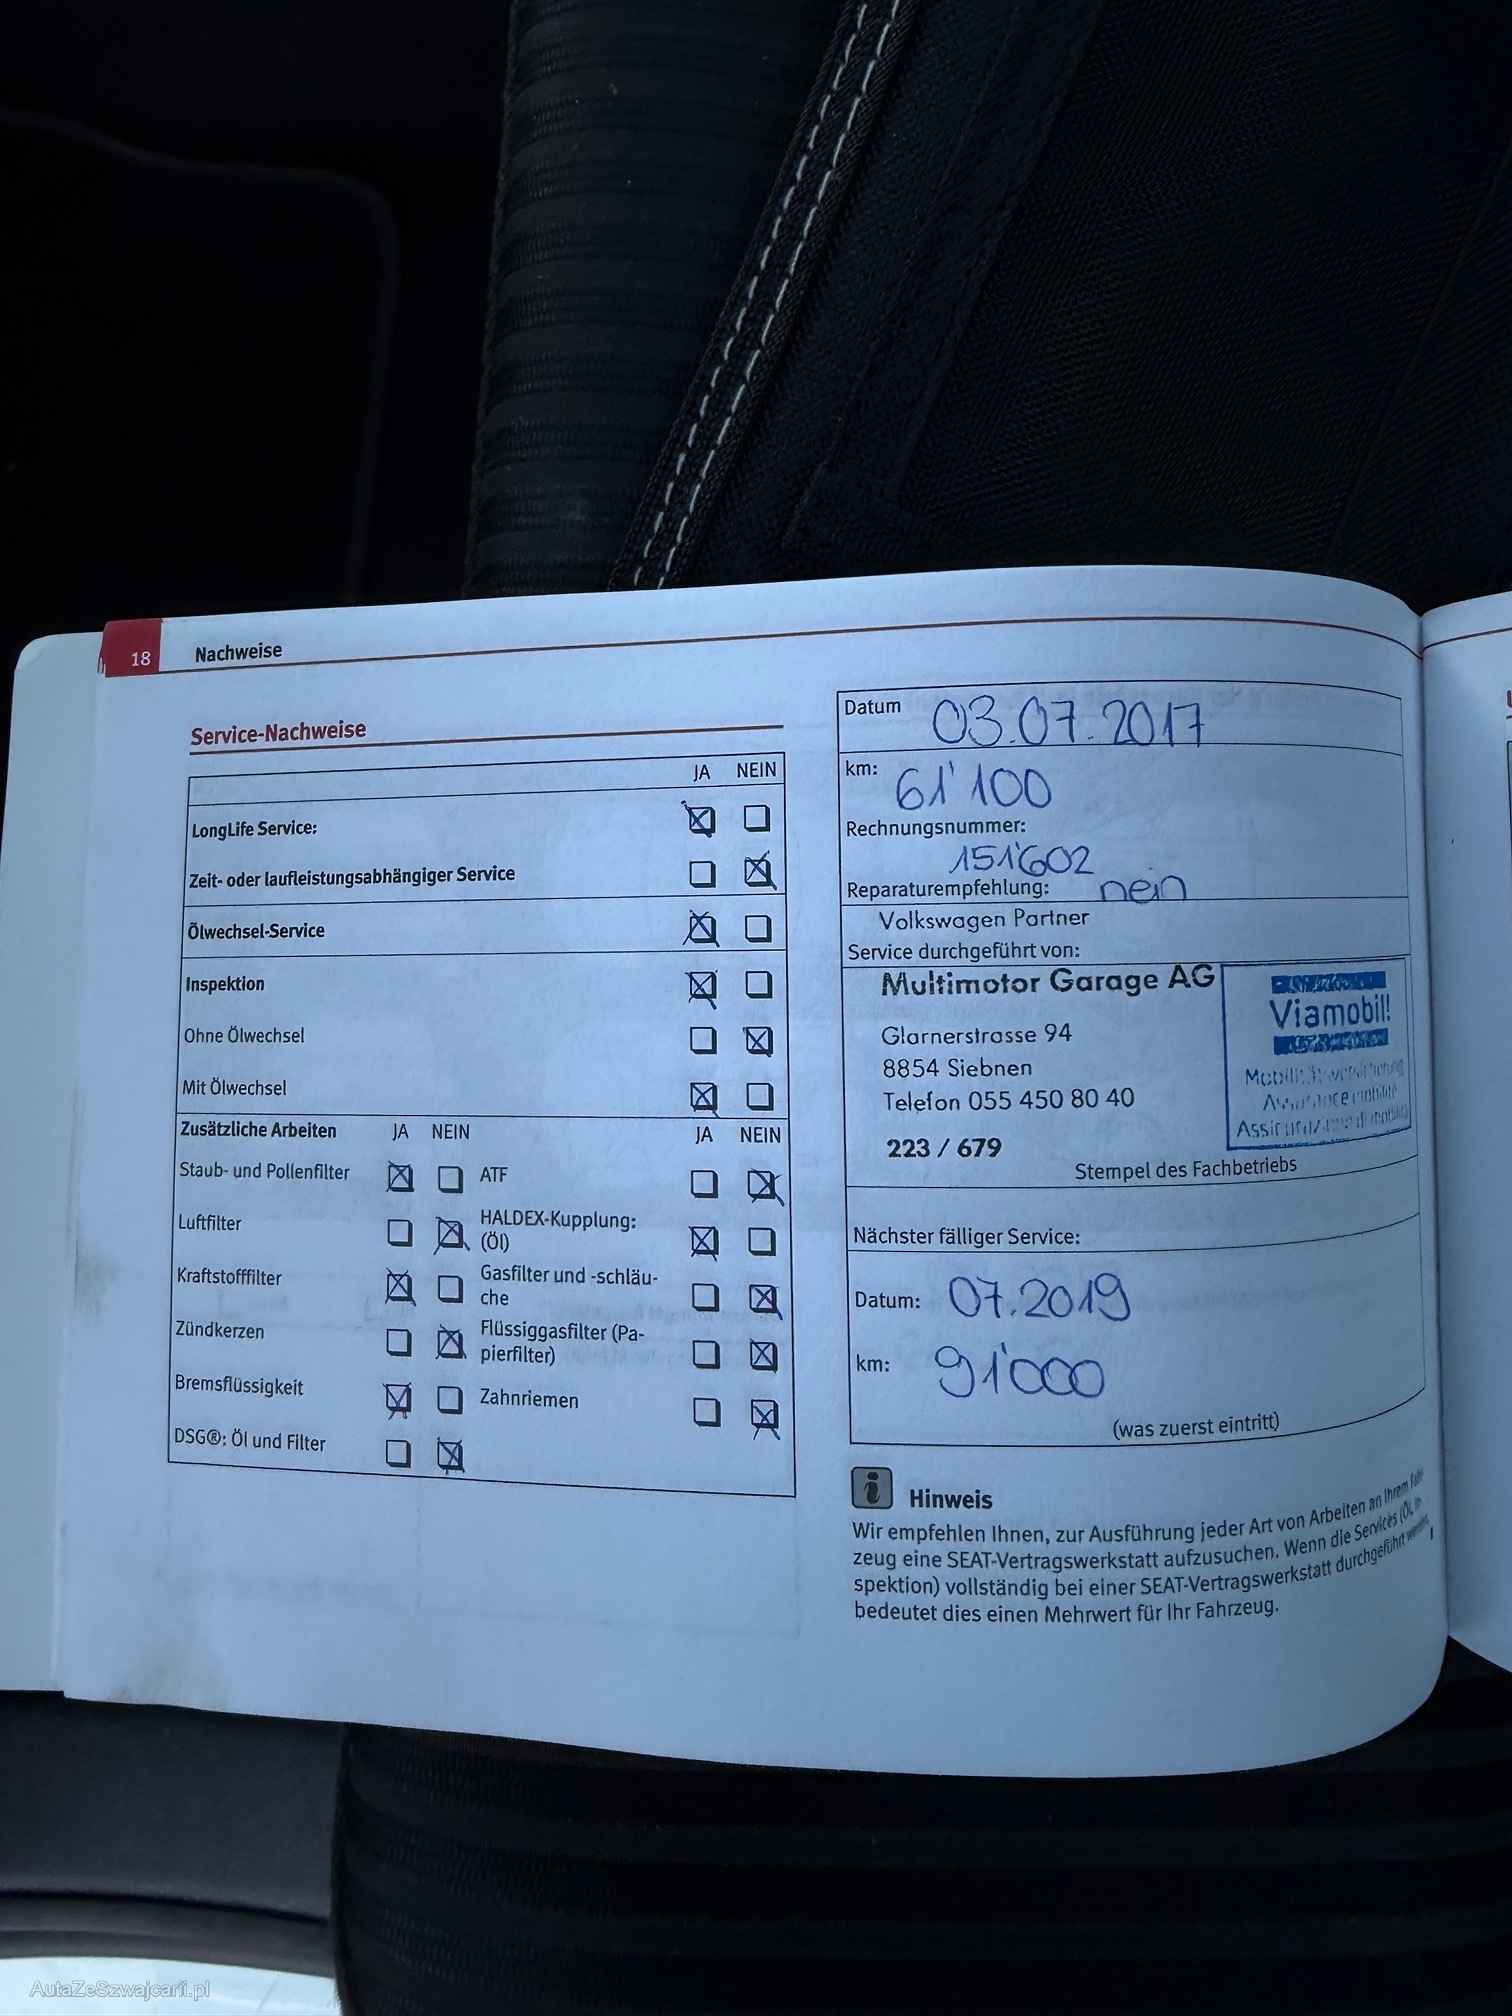 18 Nachweise
Service-Nachweise
JA NEIN
LongLife Service:
Zeit- oder laufleistungsabhängiger Service
Ölwechsel-Service
Inspektion
Ohne Ölwechsel
Mit Ölwechsel
Zusätzliche Arbeiten JA NEIN JA NEIN
Staub- und Pollenfilter
ATF
Luftfilter
HALDEX-Kupplung:
(Öl)
Kraftstofffilter
Gasfilter und -schläu-
che
Zündkerzen
Flüssiggasfilter (Pa-
pierfilter)
Bremsflüssigkeit
Zahnriemen
DSG®: Öl und Filter
Datum 03.07.2017
km: 61'100
Rechnungsnummer:
151'602
Reparaturempfehlung: nein
Volkswagen Partner
Service durchgeführt von:
Multimotor Garage AG
Glarnerstrasse 94
8854 Siebnen
Telefon 055 450 80 40
223 / 679
Viamobil!
Stempel des Fachbetriebs
Nächster fälliger Service:
Datum: 07.2019
km: 91'000
(was zuerst eintritt)
i Hinweis
Wir empfehlen Ihnen, zur Ausführung jeder Art von Arbeiten an Ihrem Fahr
zeug eine SEAT-Vertragswerkstatt aufzusuchen. Wenn die Services (Öl, In
spektion) vollständig bei einer SEAT-Vertragswerkstatt durchgeführt werden,
bedeutet dies einen Mehrwert für Ihr Fahrzeug.
AutaZeSzwajcarii.pl